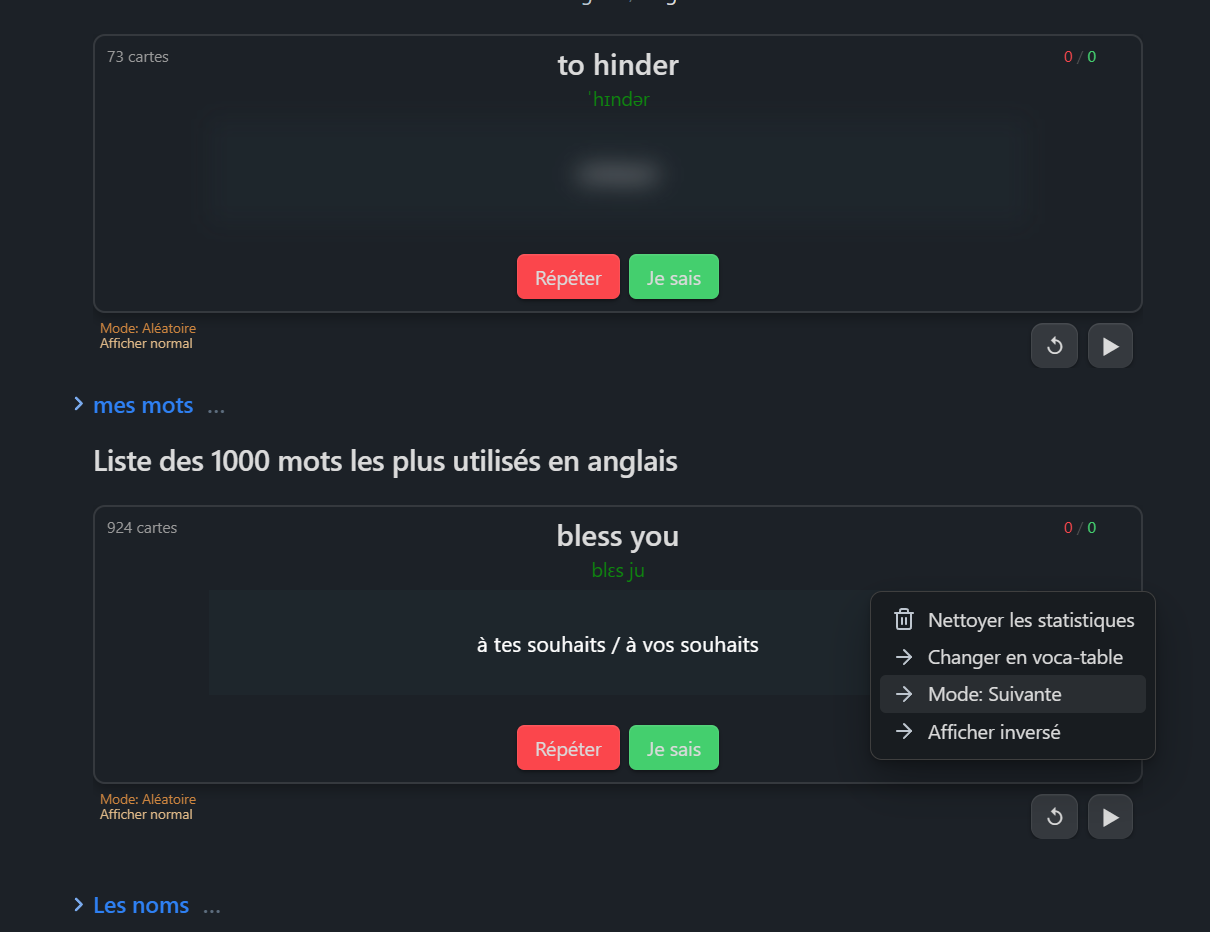 73 cartes
to hinder
0 / 0
ˈhɪndər
Répéter
Je sais
Mode: Aléatoire
Afficher normal
mes mots ...
Liste des 1000 mots les plus utilisés en anglais
924 cartes
bless you
0 / 0
blɛs ju
à tes souhaits / à vos souhaits
Nettoyer les statistiques
Changer en voca-table
Mode: Suivante
Afficher inversé
Répéter
Je sais
Mode: Aléatoire
Afficher normal
Les noms ...